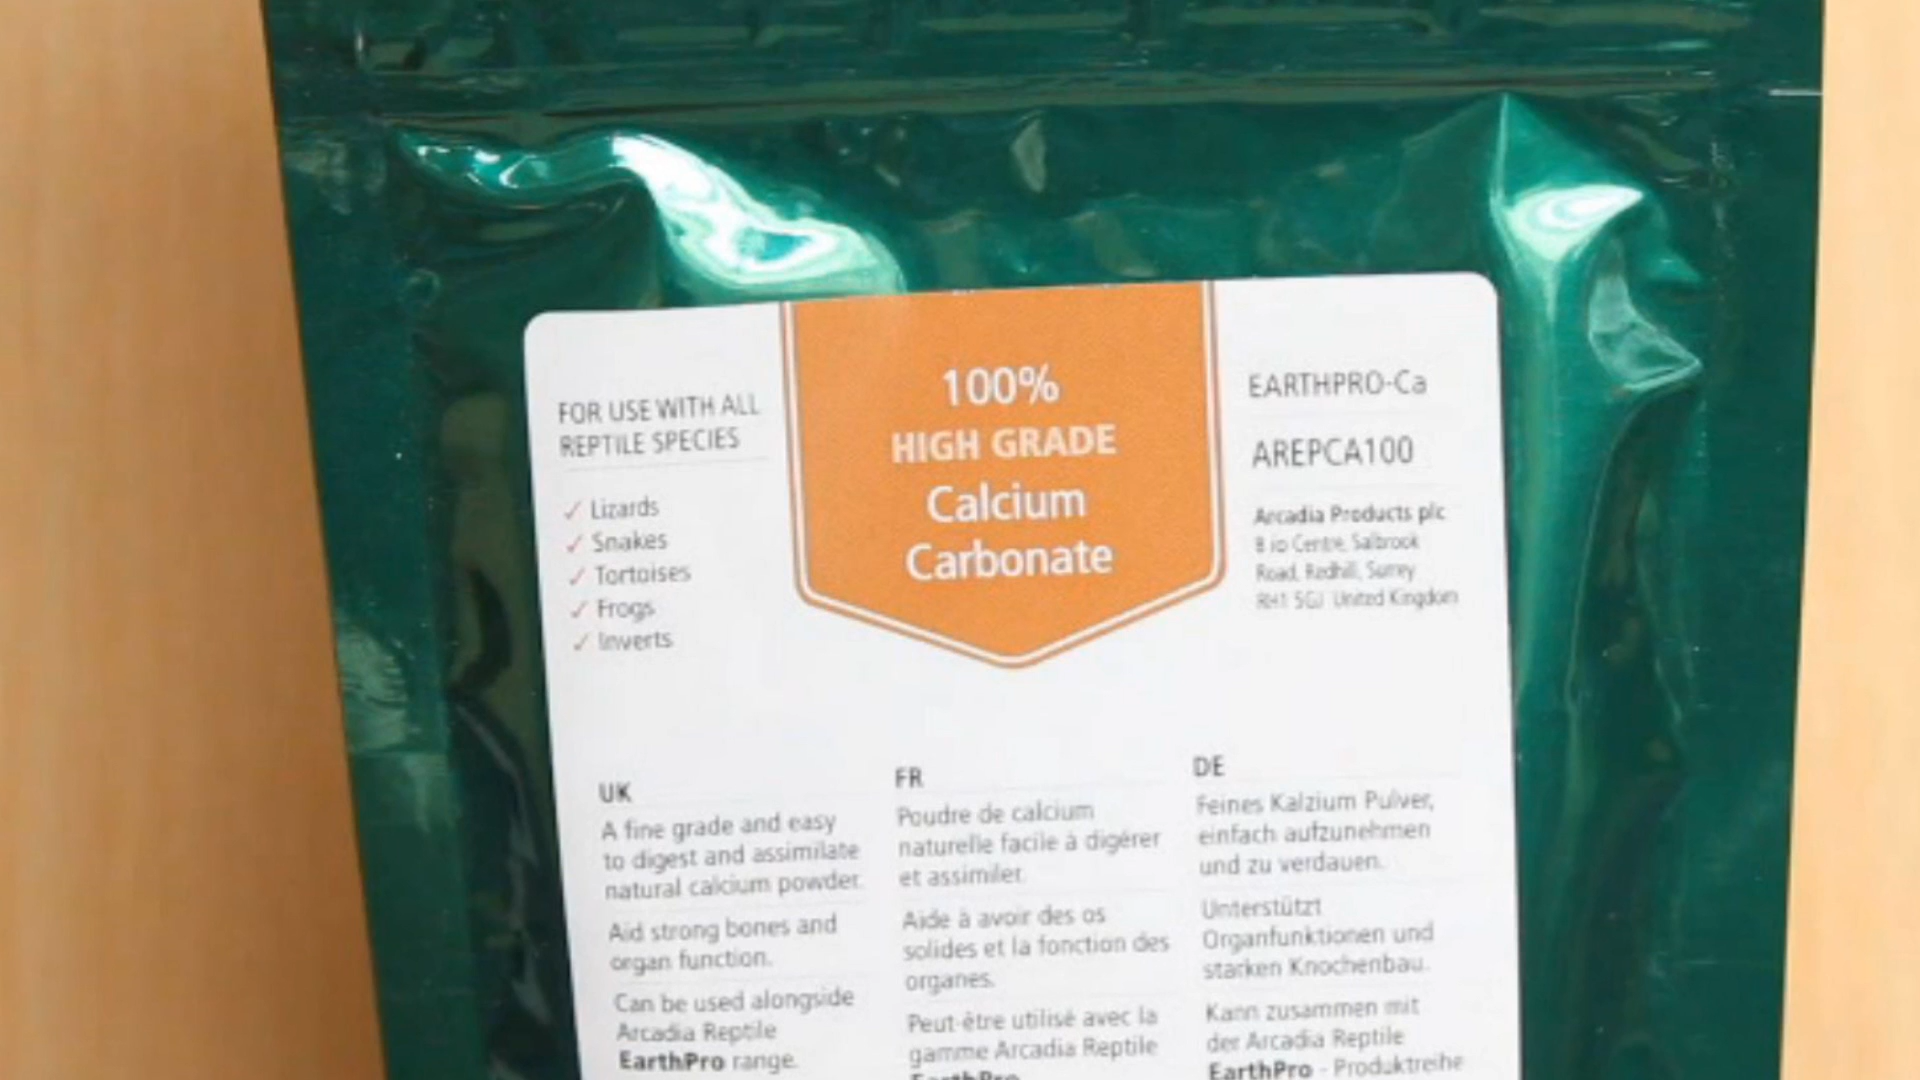 FOR USE WITH ALL
REPTILE SPECIES
✓ Lizards
✓ Snakes
✓ Tortoises
✓ Frogs
✓ Inverts
100%
HIGH GRADE
Calcium
Carbonate
EARTHPRO-Ca
AREPCA100
Arcadia Products plc
B io Centre, Salbrook
Road, Redhill, Surrey
RH1 5GJ United Kingdom
UK
A fine grade and easy
to digest and assimilate
natural calcium powder.
Aid strong bones and
organ function.
Can be used alongside
Arcadia Reptile
EarthPro range.
FR
Poudre de calcium
naturelle facile à digérer
et assimiler.
Aide à avoir des os
solides et la fonction des
organes.
Peut-être utilisé avec la
gamme Arcadia Reptile
EarthPro
DE
Feines Kalzium Pulver,
einfach aufzunehmen
und zu verdauen.
Unterstützt
Organfunktionen und
starken Knochenbau.
Kann zusammen mit
der Arcadia Reptile
EarthPro - Produktreihe